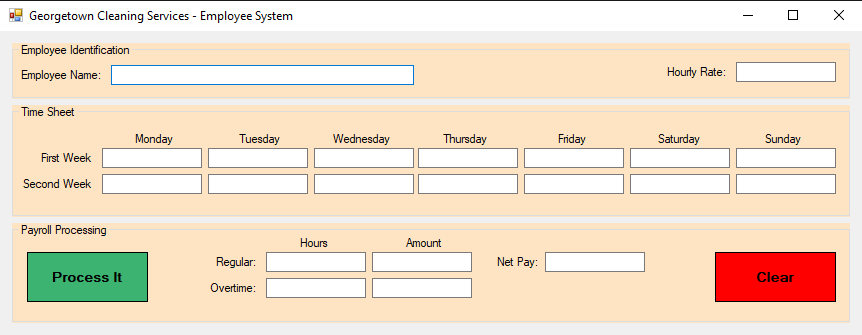 Georgetown Cleaning Services - Employee System
Employee Identification
Employee Name:
Hourly Rate:
Time Sheet
Monday Tuesday Wednesday Thursday Friday Saturday Sunday
First Week
Second Week
Payroll Processing
Hours Amount
Process It
Regular:
Net Pay:
Clear
Overtime: